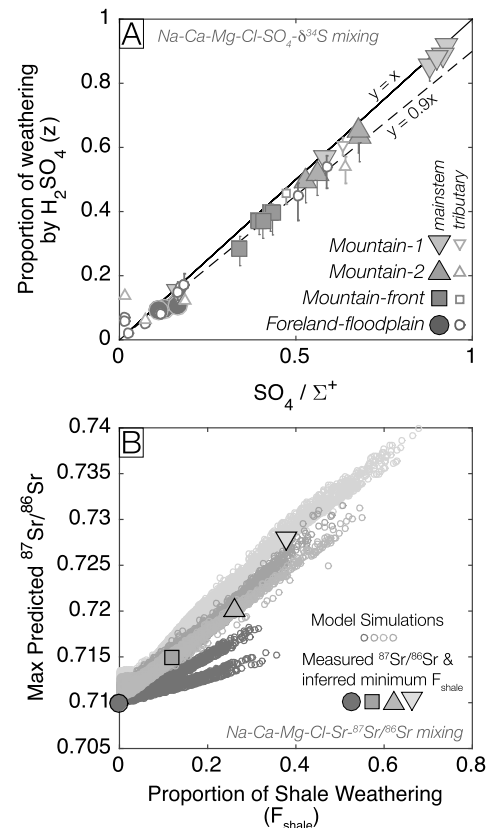 A
Na-Ca-Mg-Cl-SO₄-δ³⁴S mixing
1
0.8
0.6
0.4
0.2
0
Proportion of weathering
by H₂SO₄ (z)
y = x
y = 0.9x
mainstem
tributary
Mountain-1
Mountain-2
Mountain-front
Foreland-floodplain
0 0.5 1
SO₄ / Σ⁺
B
0.74
0.735
0.73
0.725
0.72
0.715
0.71
0.705
Max Predicted ⁸⁷Sr/⁸⁶Sr
Model Simulations
Measured ⁸⁷Sr/⁸⁶Sr &
inferred minimum Fshale
Na-Ca-Mg-Cl-Sr-⁸⁷Sr/⁸⁶Sr mixing
0 0.2 0.4 0.6 0.8
Proportion of Shale Weathering
(Fshale)